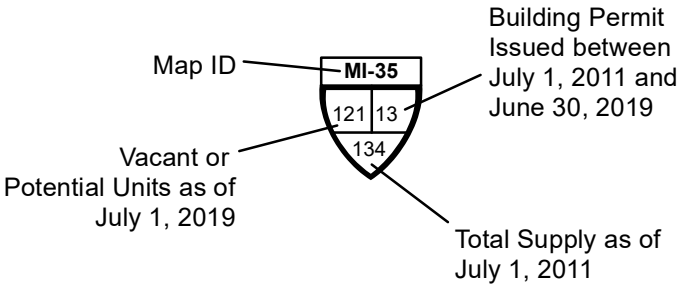 Building Permit
Issued between
July 1, 2011 and
June 30, 2019
Map ID
MI-35
121
13
134
Vacant or
Potential Units as of
July 1, 2019
Total Supply as of
July 1, 2011